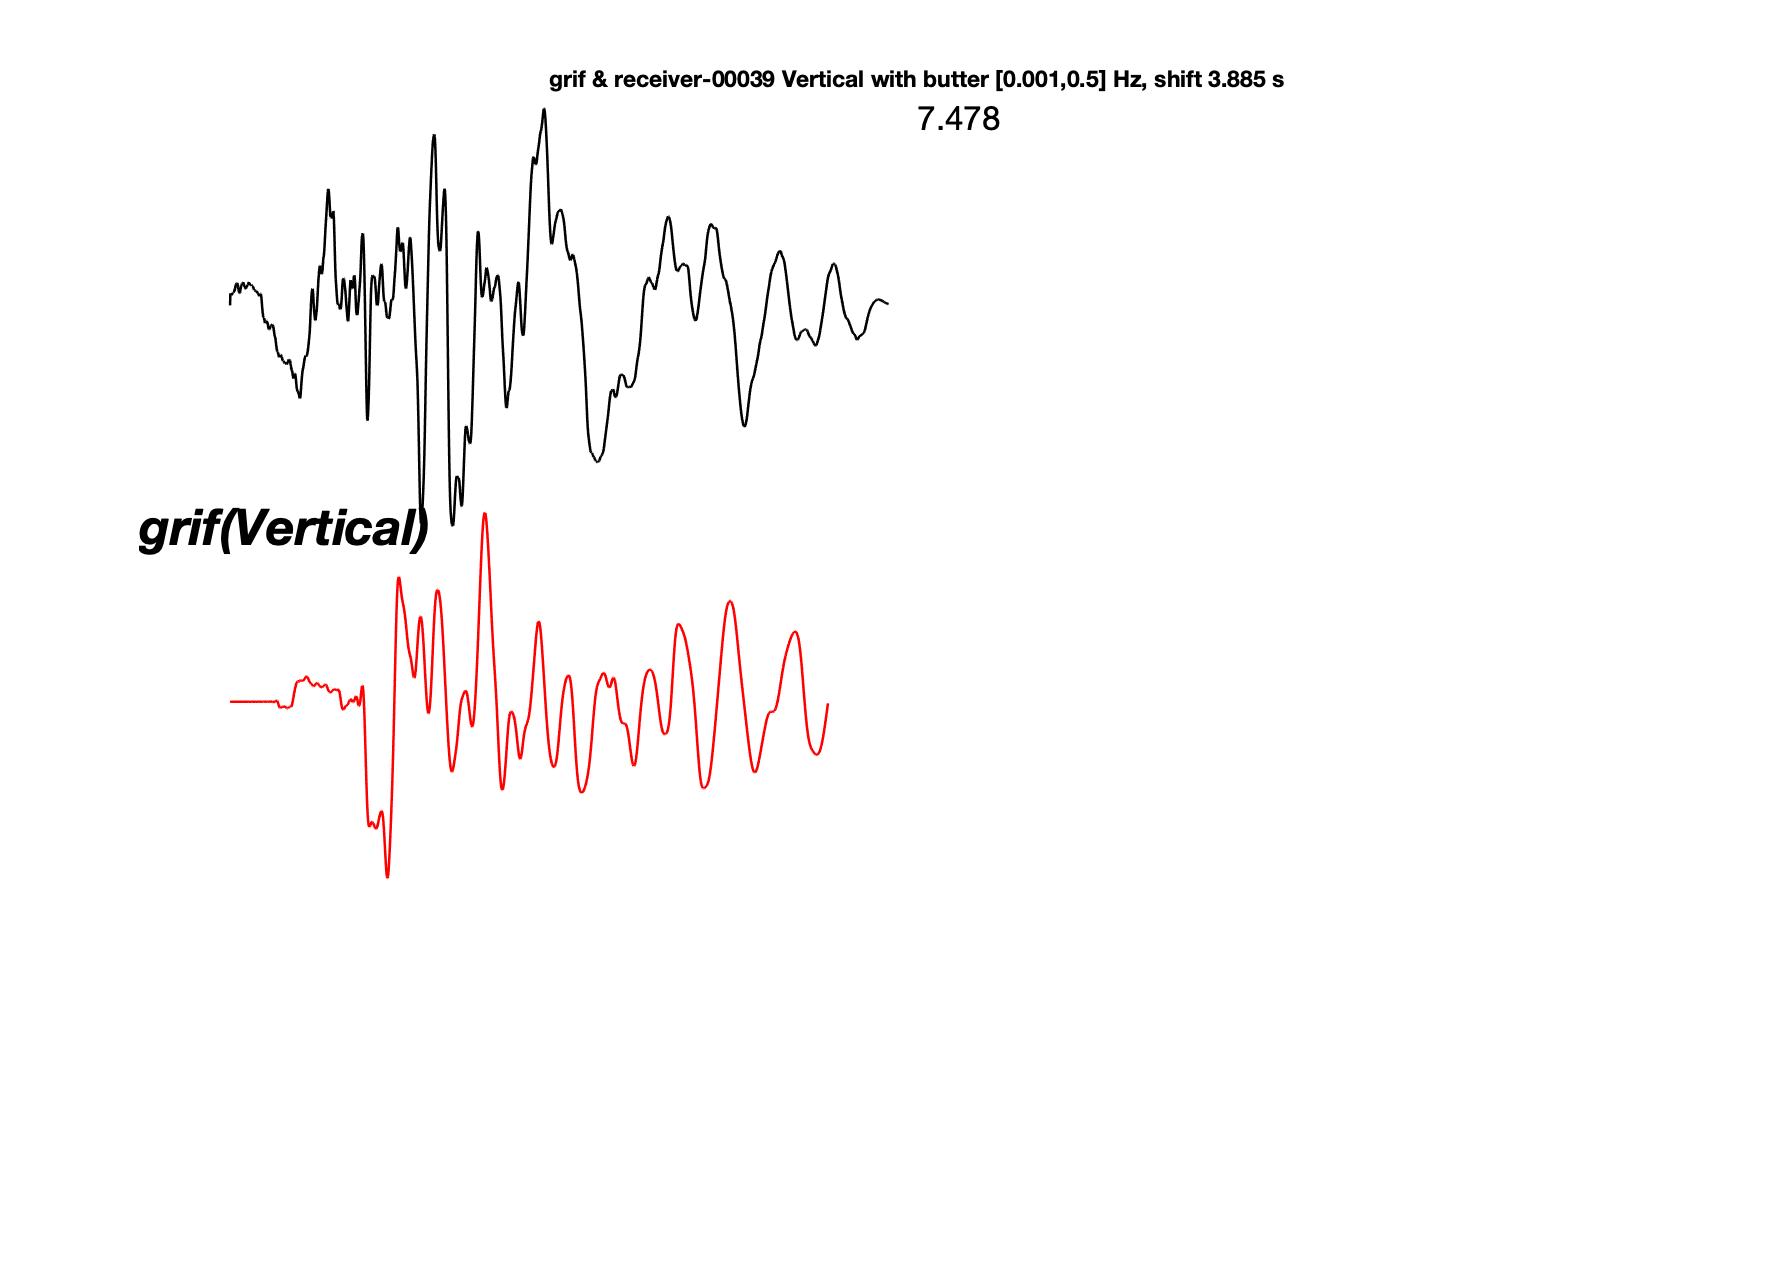 grif & receiver-00039 Vertical with butter [0.001,0.5] Hz, shift 3.885 s
7.478
grif(Vertical)